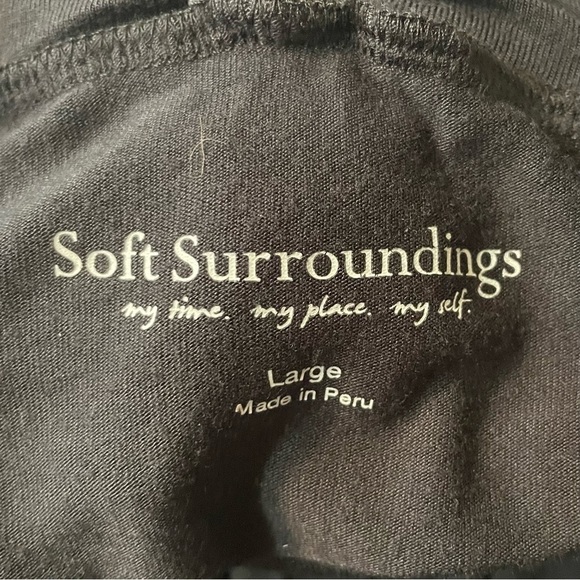 Soft Surroundings
my time. my place. my self.
Large
Made in Peru